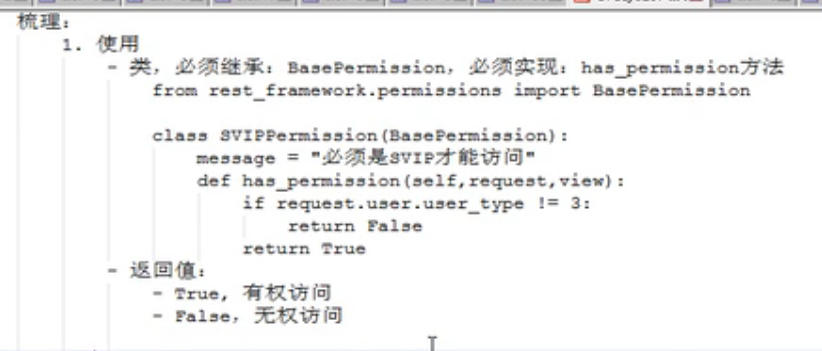 梳理：
1. 使用
- 类，必须继承：BasePermission，必须实现：has_permission方法
from rest_framework.permissions import BasePermission
class SVIPPermission(BasePermission):
message = "必须是SVIP才能访问"
def has_permission(self,request,view):
if request.user.user_type != 3:
return False
return True
- 返回值：
- True, 有权访问
- False，无权访问